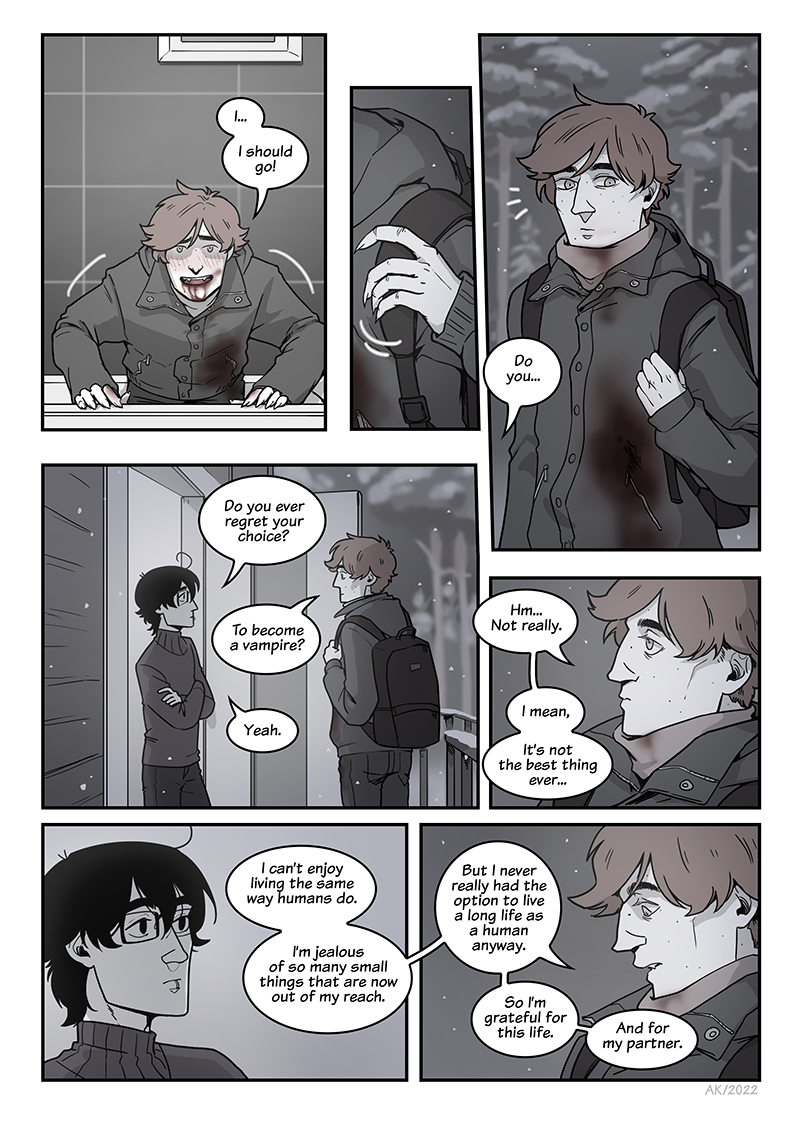 I...
I should
go!
Do
you...
Do you ever
regret your
choice?
To become
a vampire?
Yeah.
Hm...
Not really.
I mean,
It's not
the best thing
ever...
I can't enjoy
living the same
way humans do.
I'm jealous
of so many small
things that are now
out of my reach.
But I never
really had the
option to live
a long life as
a human
anyway.
So I'm
grateful for
this life.
And for
my partner.
AK/2022